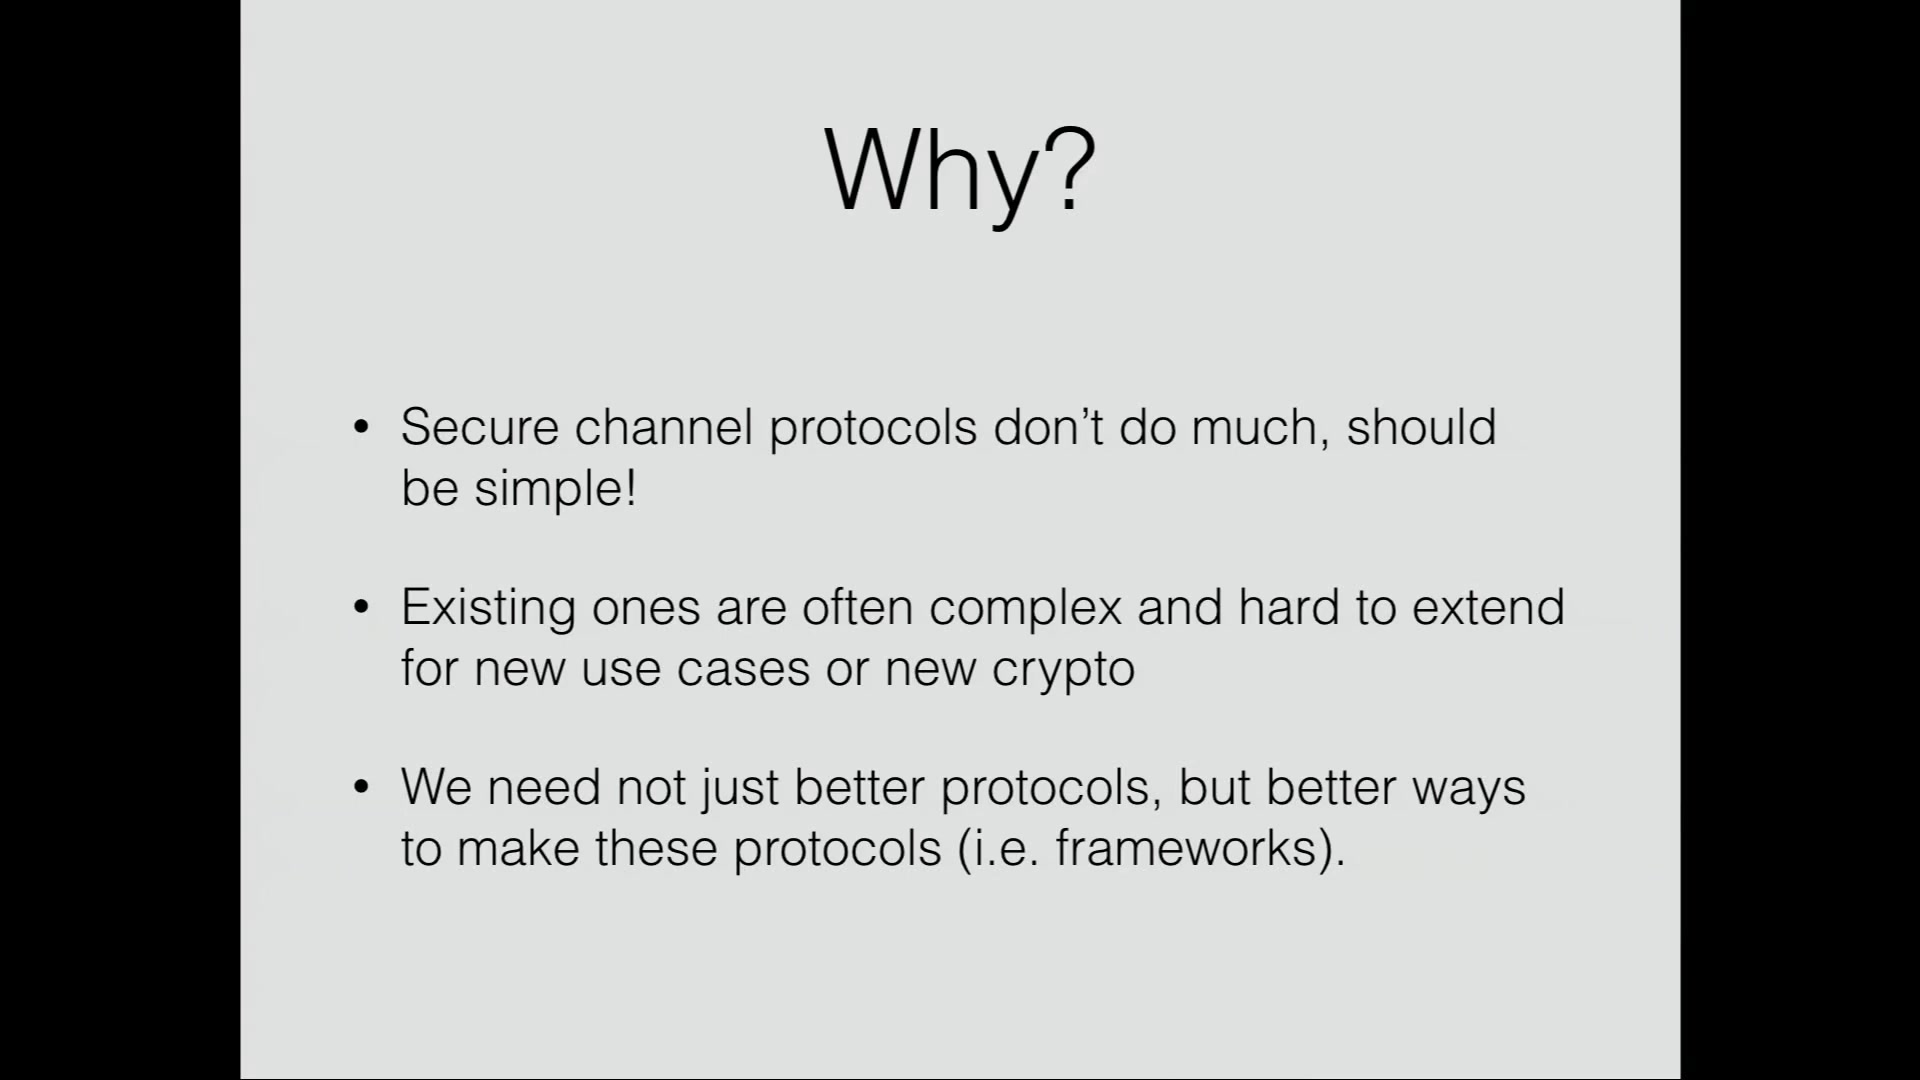 Why?
• Secure channel protocols don’t do much, should
be simple!
• Existing ones are often complex and hard to extend
for new use cases or new crypto
• We need not just better protocols, but better ways
to make these protocols (i.e. frameworks).